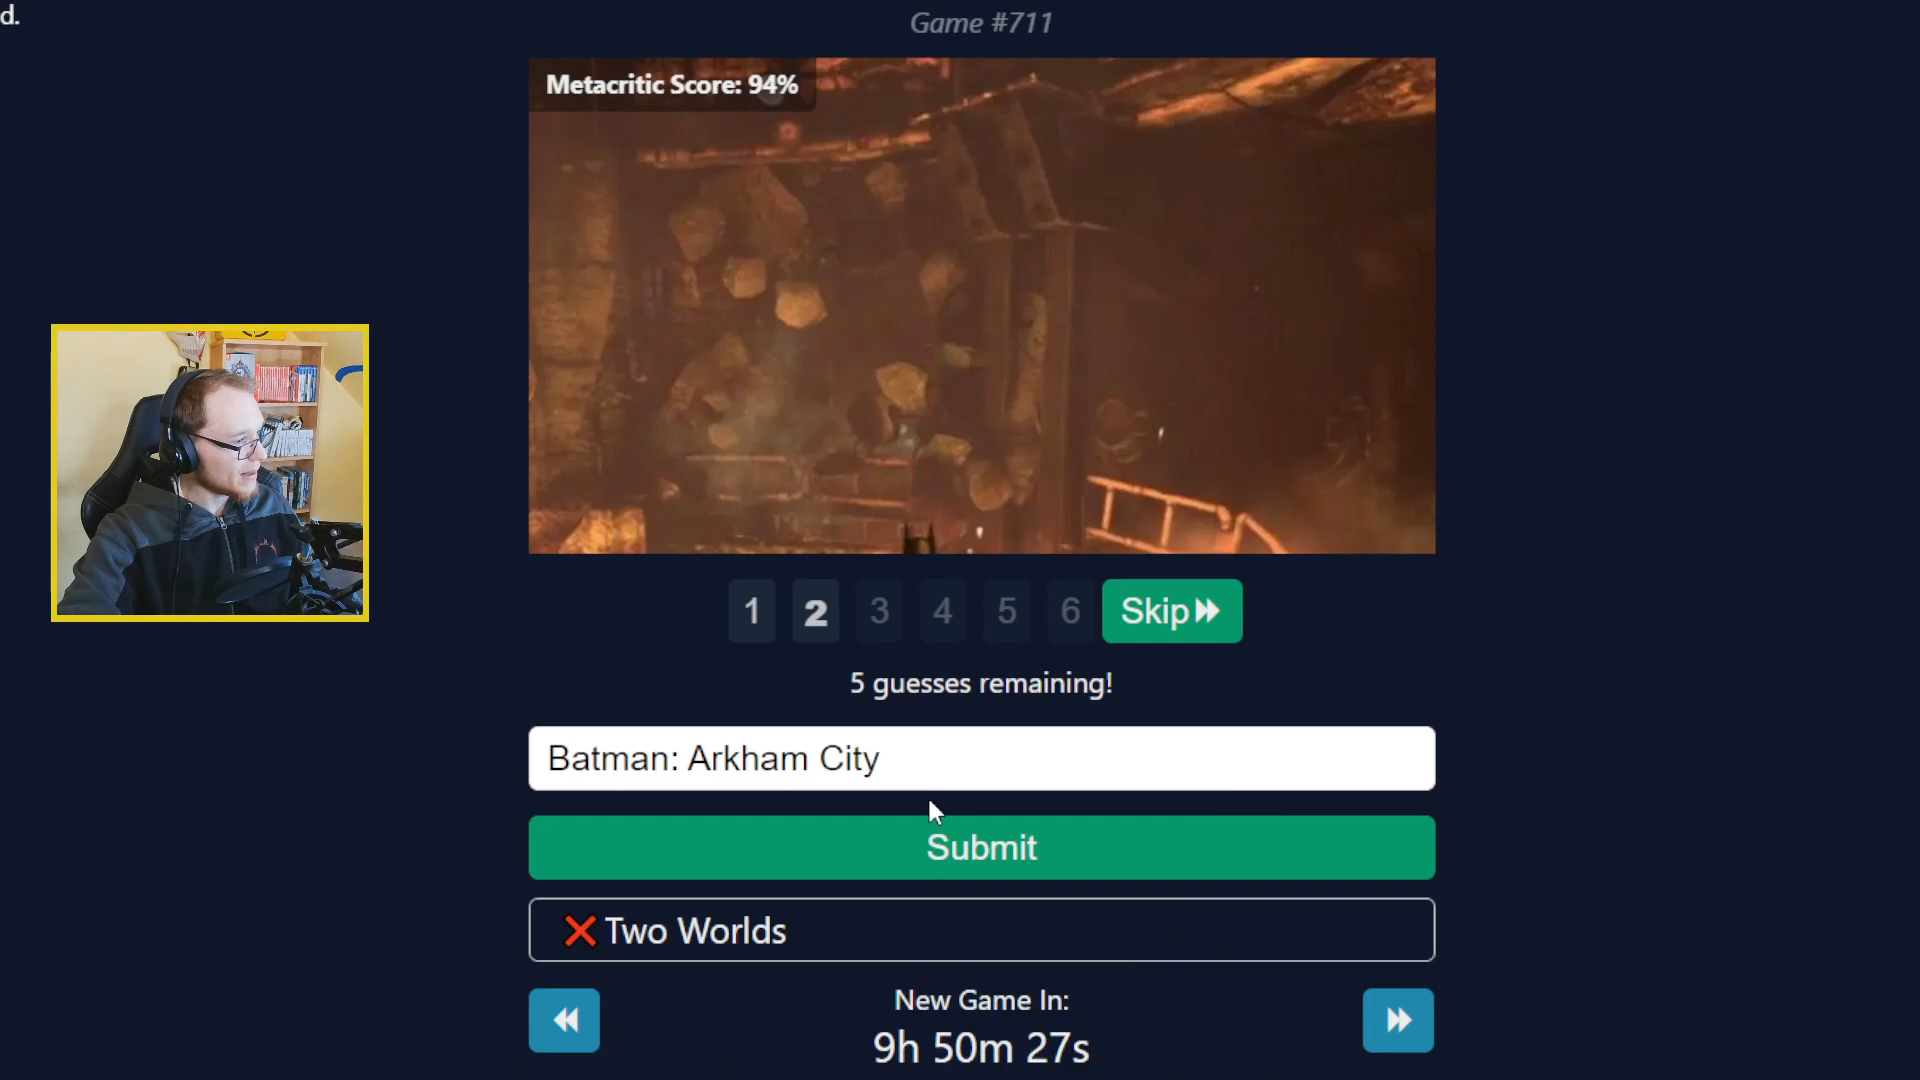 d.
Game #711
Metacritic Score: 94%
1 2 3 4 5 6 Skip
5 guesses remaining!
Batman: Arkham City
Submit
❌ Two Worlds
New Game In:
9h 50m 27s